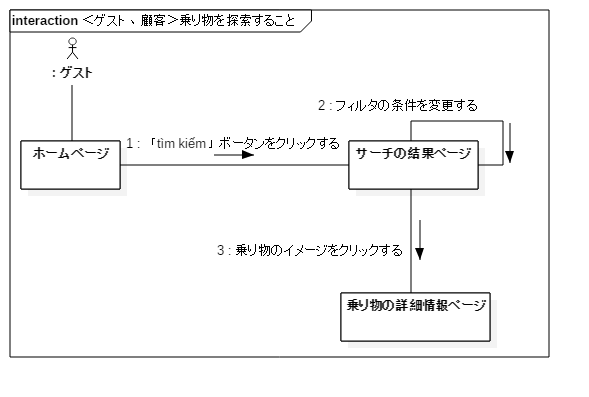 interaction ＜ゲスト、顧客＞乗り物を探索すること
: ゲスト
2 : フィルタの条件を変更する
1 : 「tìm kiếm」ボータンをクリックする
ホームページ
サーチの結果ページ
3 : 乗り物のイメージをクリックする
乗り物の詳細情報ページ